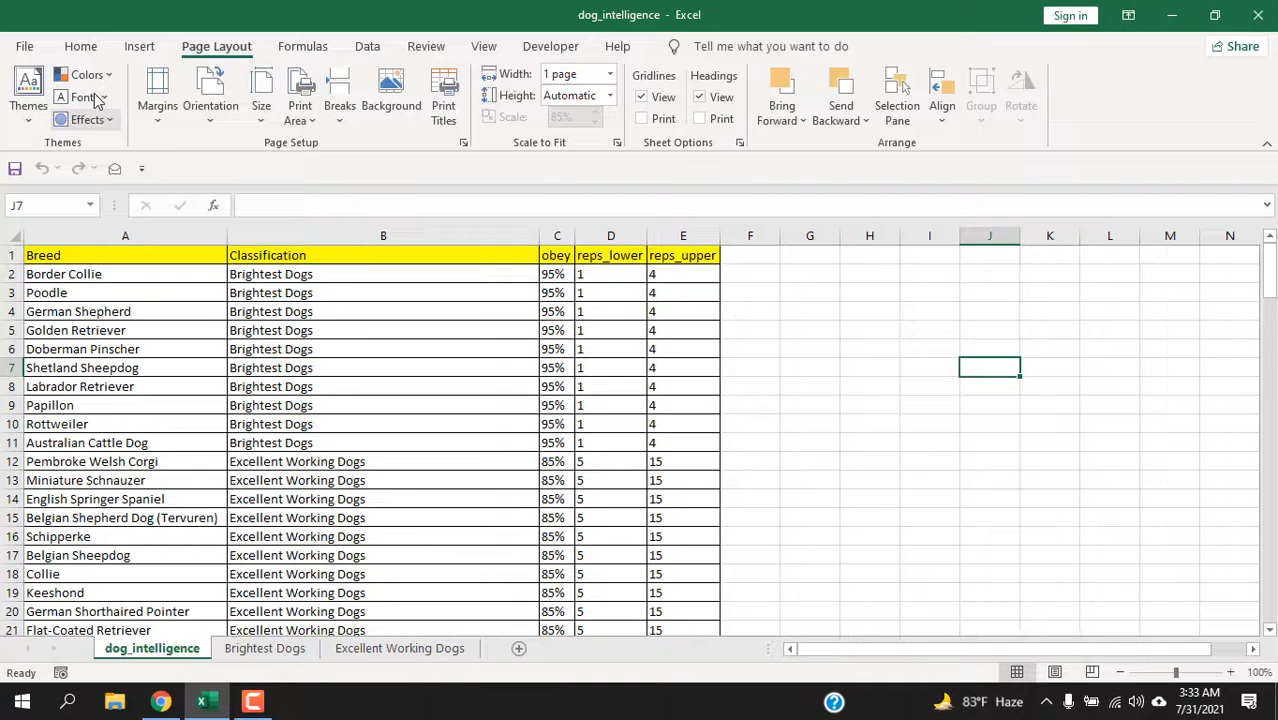 dog_intelligence - Excel
Sign in
File Home Insert Page Layout Formulas Data Review View Developer Help Tell me what you want to do Share
Themes
Colors
Fonts
Effects
Margins Orientation Size Print Area Breaks Background Print Titles
Width: 1 page
Height: Automatic
Scale: 85%
Gridlines
View
Print
Headings
View
Print
Bring Forward Send Backward Selection Pane Align Group Rotate
Themes Page Setup Scale to Fit Sheet Options Arrange
J7 fx
A B C D E F G H I J K L M N
1 Breed Classification obey reps_lower reps_upper
2 Border Collie Brightest Dogs 95% 1 4
3 Poodle Brightest Dogs 95% 1 4
4 German Shepherd Brightest Dogs 95% 1 4
5 Golden Retriever Brightest Dogs 95% 1 4
6 Doberman Pinscher Brightest Dogs 95% 1 4
7 Shetland Sheepdog Brightest Dogs 95% 1 4
8 Labrador Retriever Brightest Dogs 95% 1 4
9 Papillon Brightest Dogs 95% 1 4
10 Rottweiler Brightest Dogs 95% 1 4
11 Australian Cattle Dog Brightest Dogs 95% 1 4
12 Pembroke Welsh Corgi Excellent Working Dogs 85% 5 15
13 Miniature Schnauzer Excellent Working Dogs 85% 5 15
14 English Springer Spaniel Excellent Working Dogs 85% 5 15
15 Belgian Shepherd Dog (Tervuren) Excellent Working Dogs 85% 5 15
16 Schipperke Excellent Working Dogs 85% 5 15
17 Belgian Sheepdog Excellent Working Dogs 85% 5 15
18 Collie Excellent Working Dogs 85% 5 15
19 Keeshond Excellent Working Dogs 85% 5 15
20 German Shorthaired Pointer Excellent Working Dogs 85% 5 15
21 Flat-Coated Retriever Excellent Working Dogs 85% 5 15
dog_intelligence Brightest Dogs Excellent Working Dogs
Ready 100%
83°F Haze
3:33 AM
7/31/2021